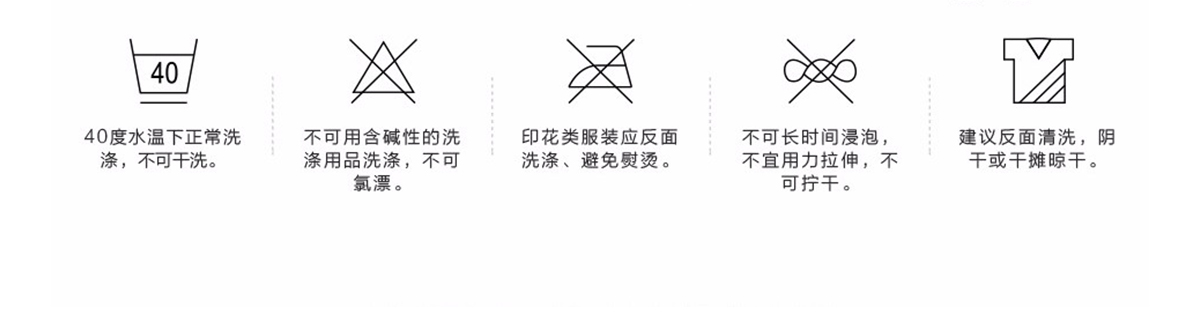 40
40度水温下正常洗
涤，不可干洗。
不可用含碱性的洗
涤用品洗涤，不可
氯漂。
印花类服装应反面
洗涤、避免熨烫。
不可长时间浸泡，
不宜用力拉伸，不
可拧干。
建议反面清洗，阴
干或干摊晾干。